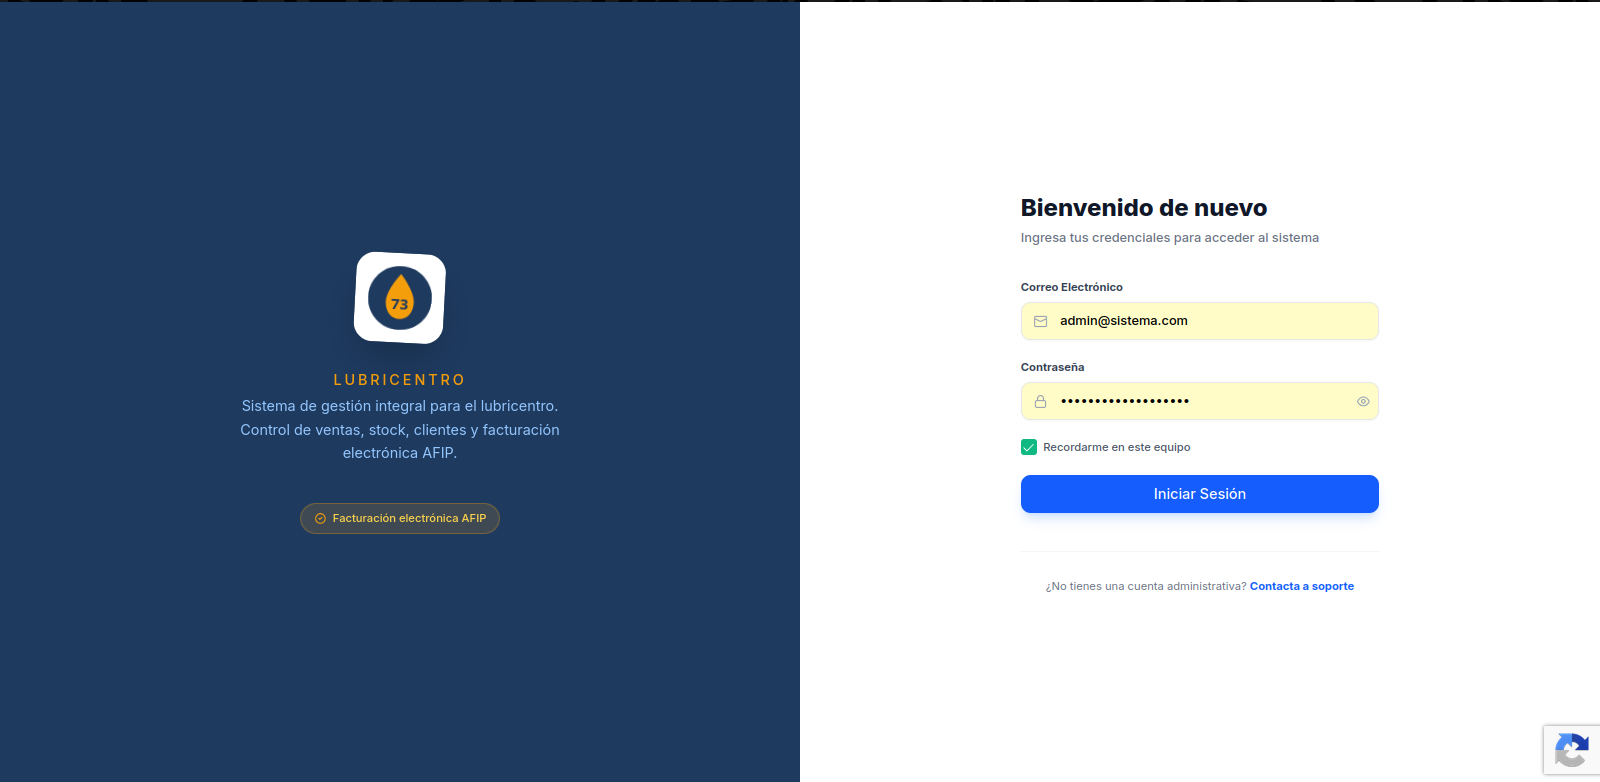 73
LUBRICENTRO
Sistema de gestión integral para el lubricentro.
Control de ventas, stock, clientes y facturación
electrónica AFIP.
Facturación electrónica AFIP
Bienvenido de nuevo
Ingresa tus credenciales para acceder al sistema
Correo Electrónico
admin@sistema.com
Contraseña
•••••••••••••••••••
Recordarme en este equipo
Iniciar Sesión
¿No tienes una cuenta administrativa? Contacta a soporte